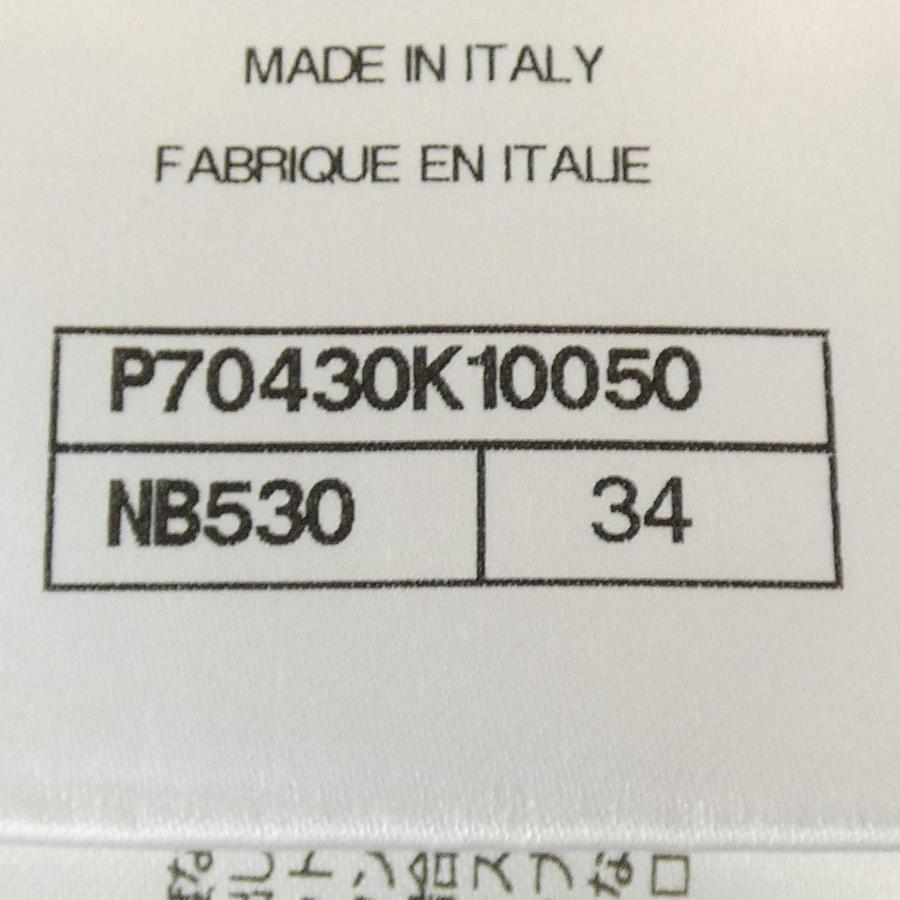 MADE IN ITALY
FABRIQUE EN ITALIE
P70430K10050
NB530 34